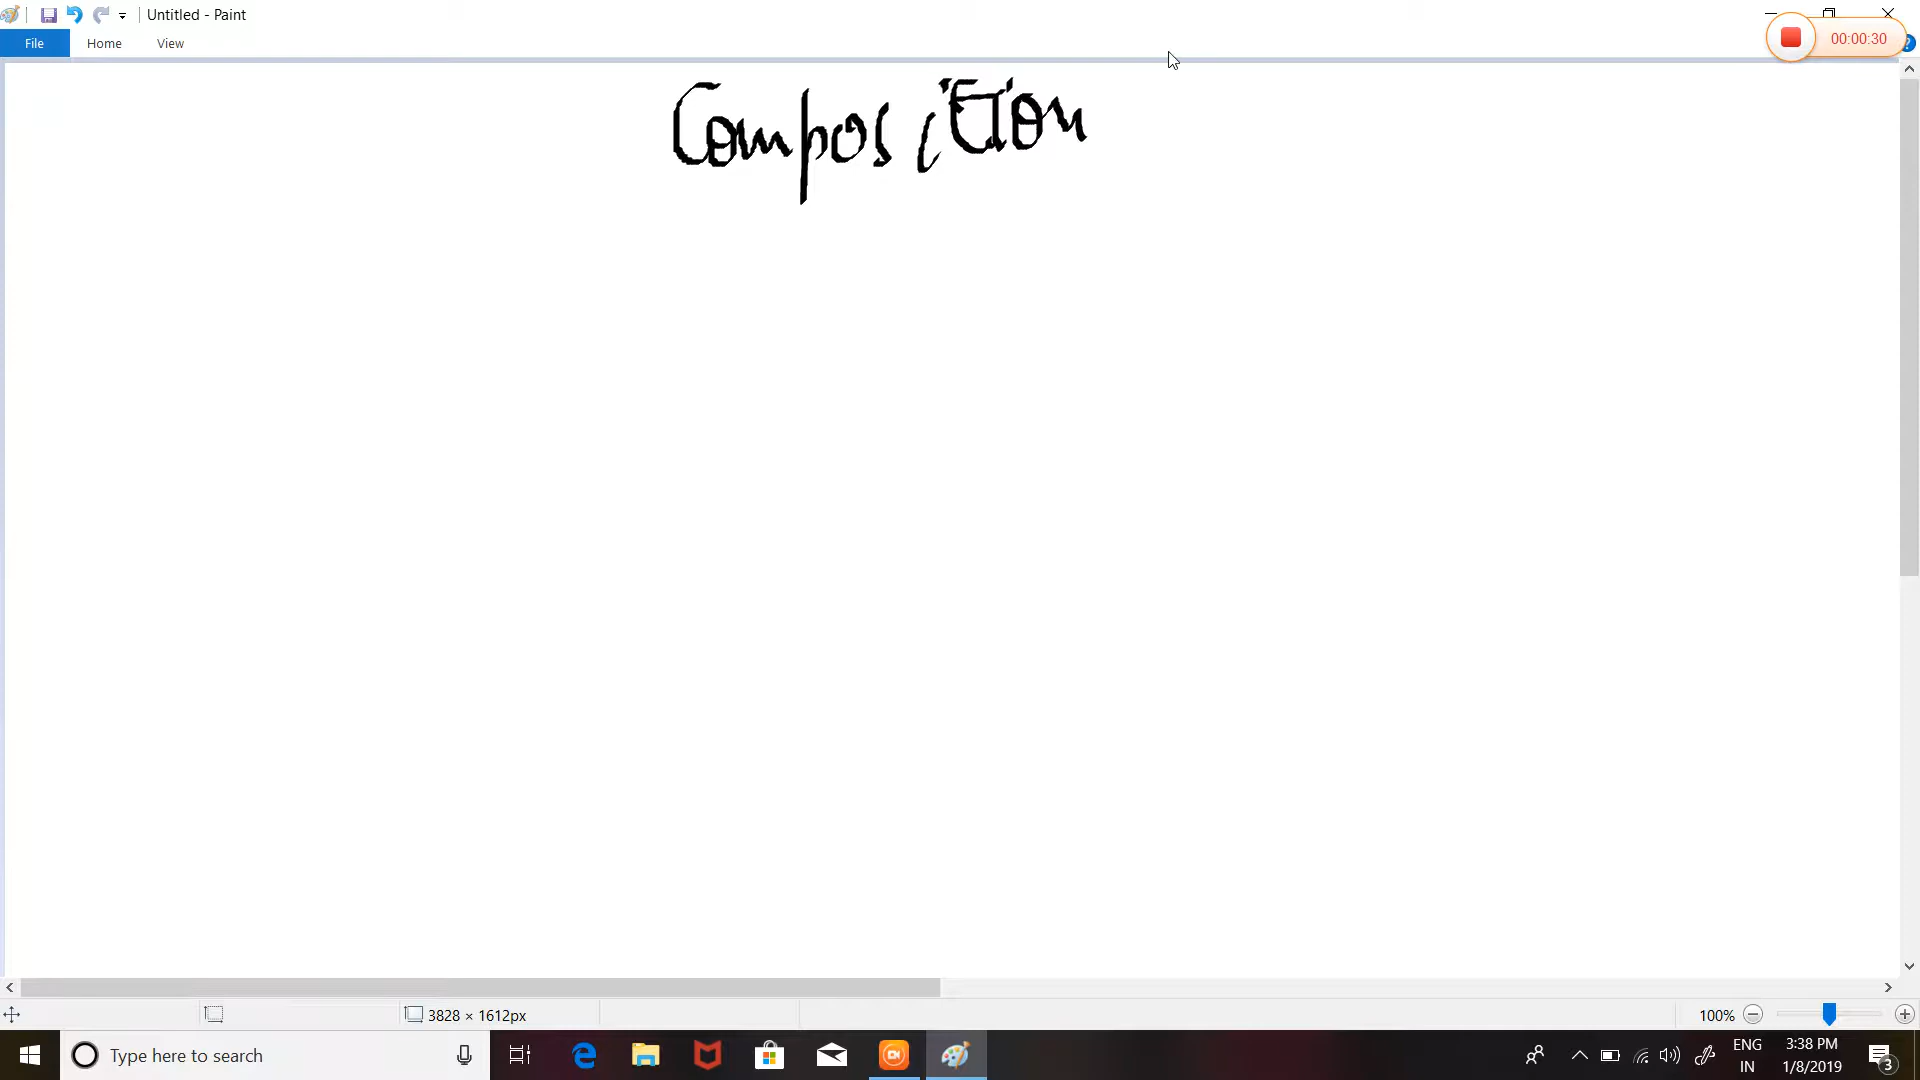 Untitled - Paint
00:00:30
File Home View
Composition
3828 × 1612px
100%
Type here to search
ENG
IN
3:38 PM
1/8/2019
3